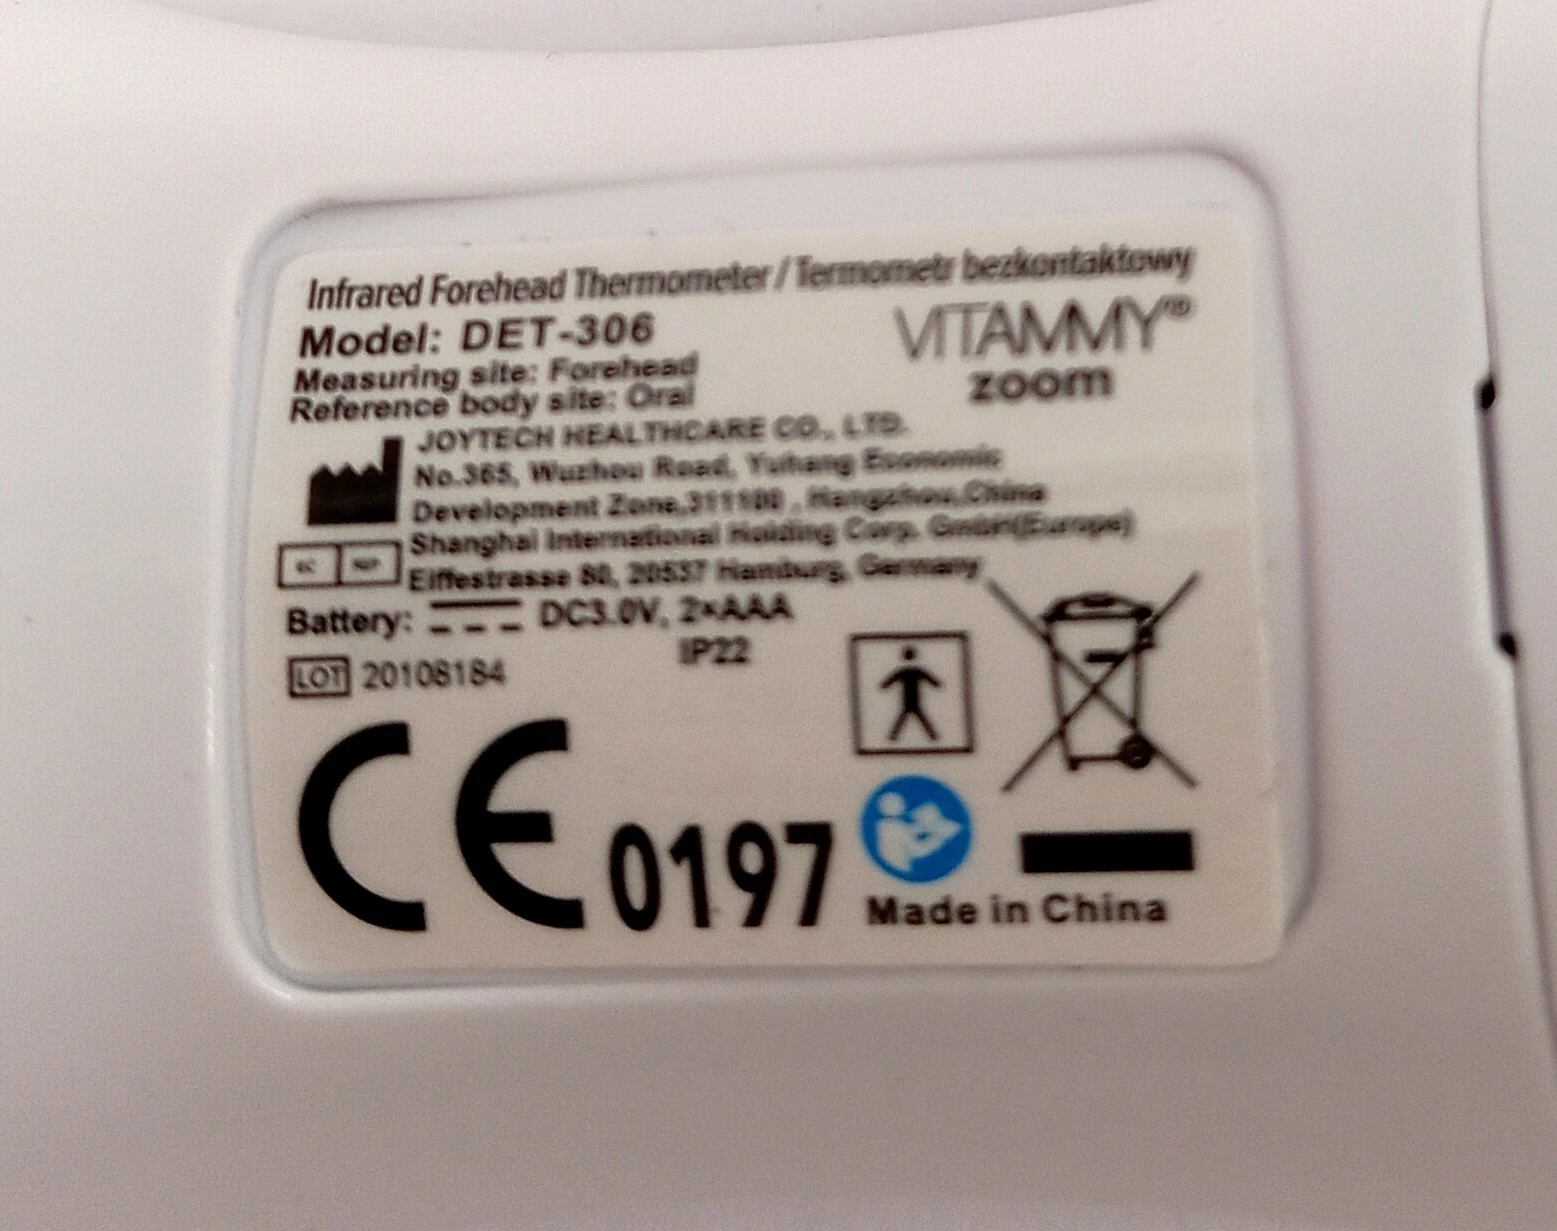 Infrared Forehead Thermometer / Termometr bezkontaktowy
Model: DET-306
VITAMMY®
zoom
Measuring site: Forehead
Reference body site: Oral
JOYTECH HEALTHCARE CO., LTD.
No.365, Wuzhou Road, Yuhang Economic
Development Zone,311100 , Hangzhou,China
EC REP
Shanghai International Holding Corp. GmbH(Europe)
Eiffestrasse 80, 20537 Hamburg, Germany
Battery: DC3.0V, 2×AAA
IP22
LOT 20108184
CE 0197
Made in China